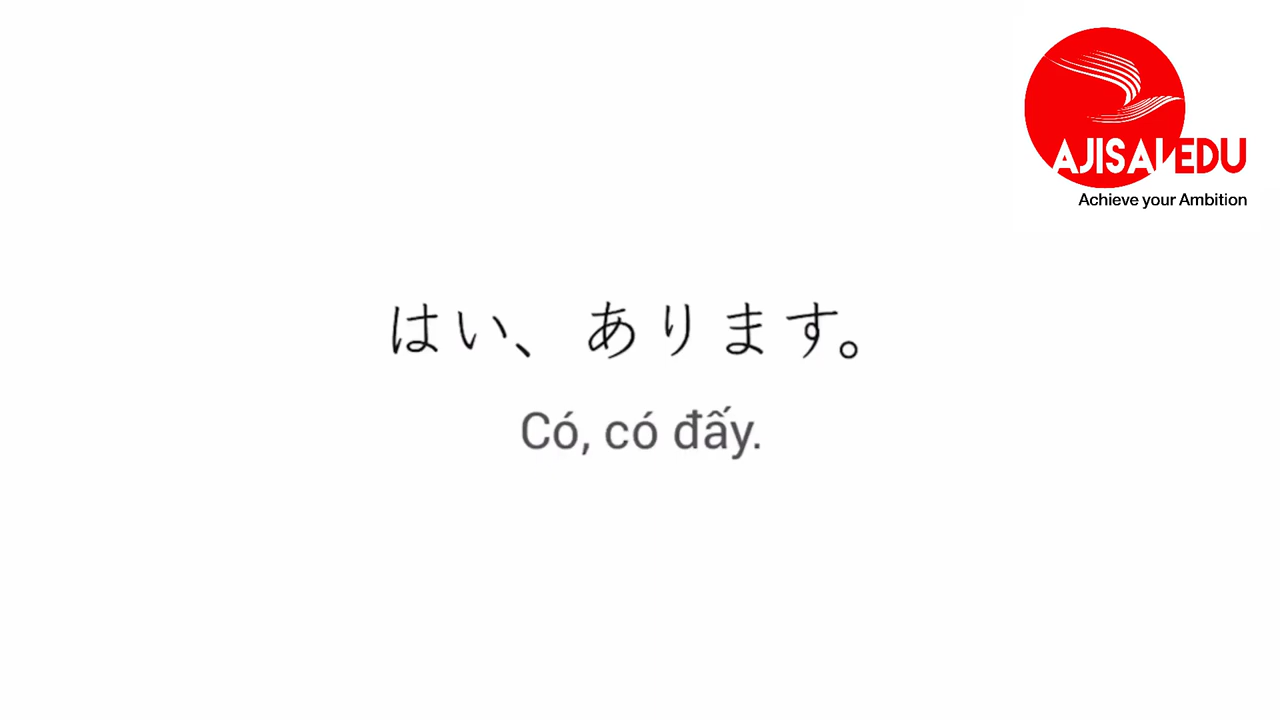 AJISAI EDU
Achieve your Ambition
はい、あります。
Có, có đấy.